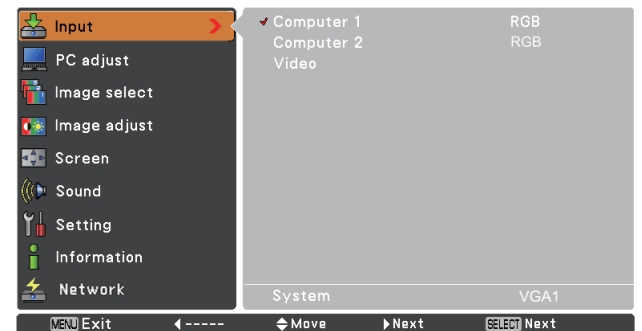 Input
PC adjust
Image select
Image adjust
Screen
Sound
Setting
Information
Network
Computer 1 RGB
Computer 2 RGB
Video
System VGA1
MENU Exit ----- Move Next SELECT Next